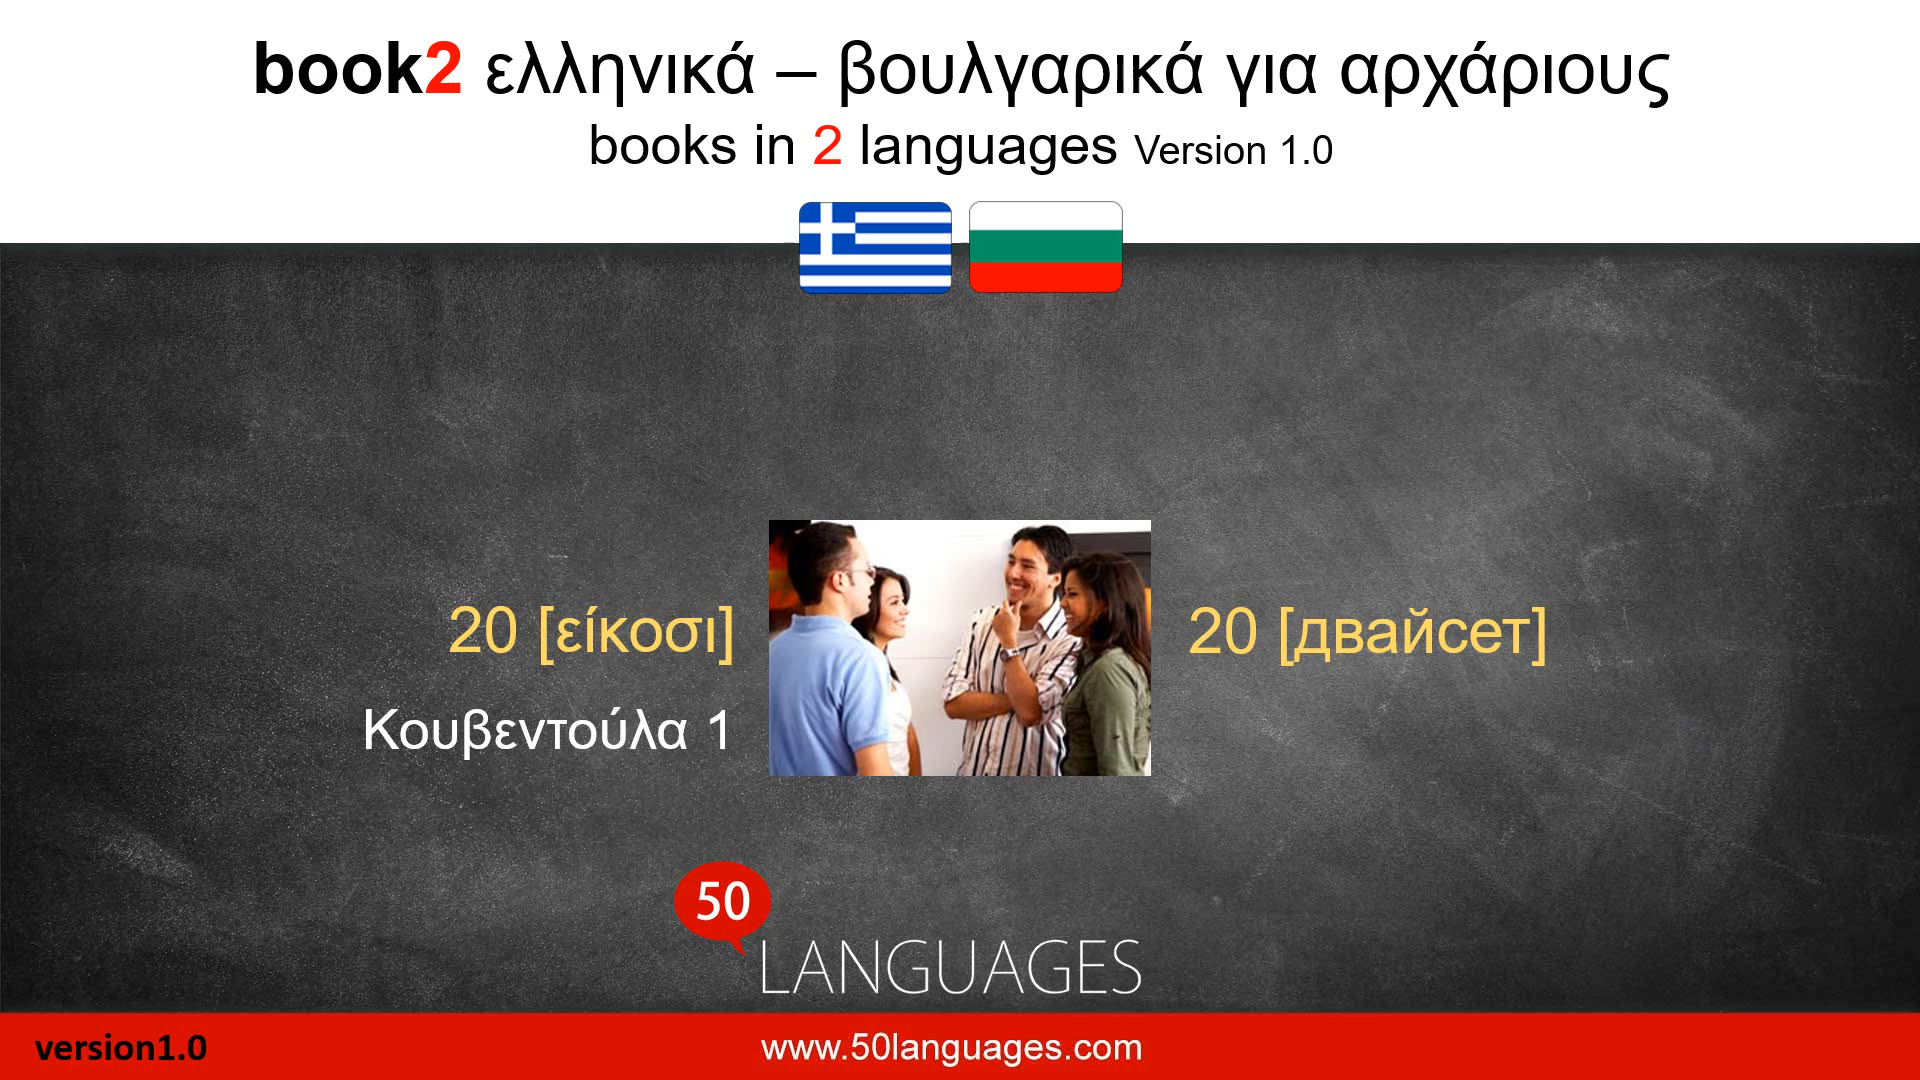 book2 ελληνικά – βουλγαρικά για αρχάριους
books in 2 languages Version 1.0
20 [είκοσι]
20 [двайсет]
Κουβεντούλα 1
50
LANGUAGES
version1.0
www.50languages.com